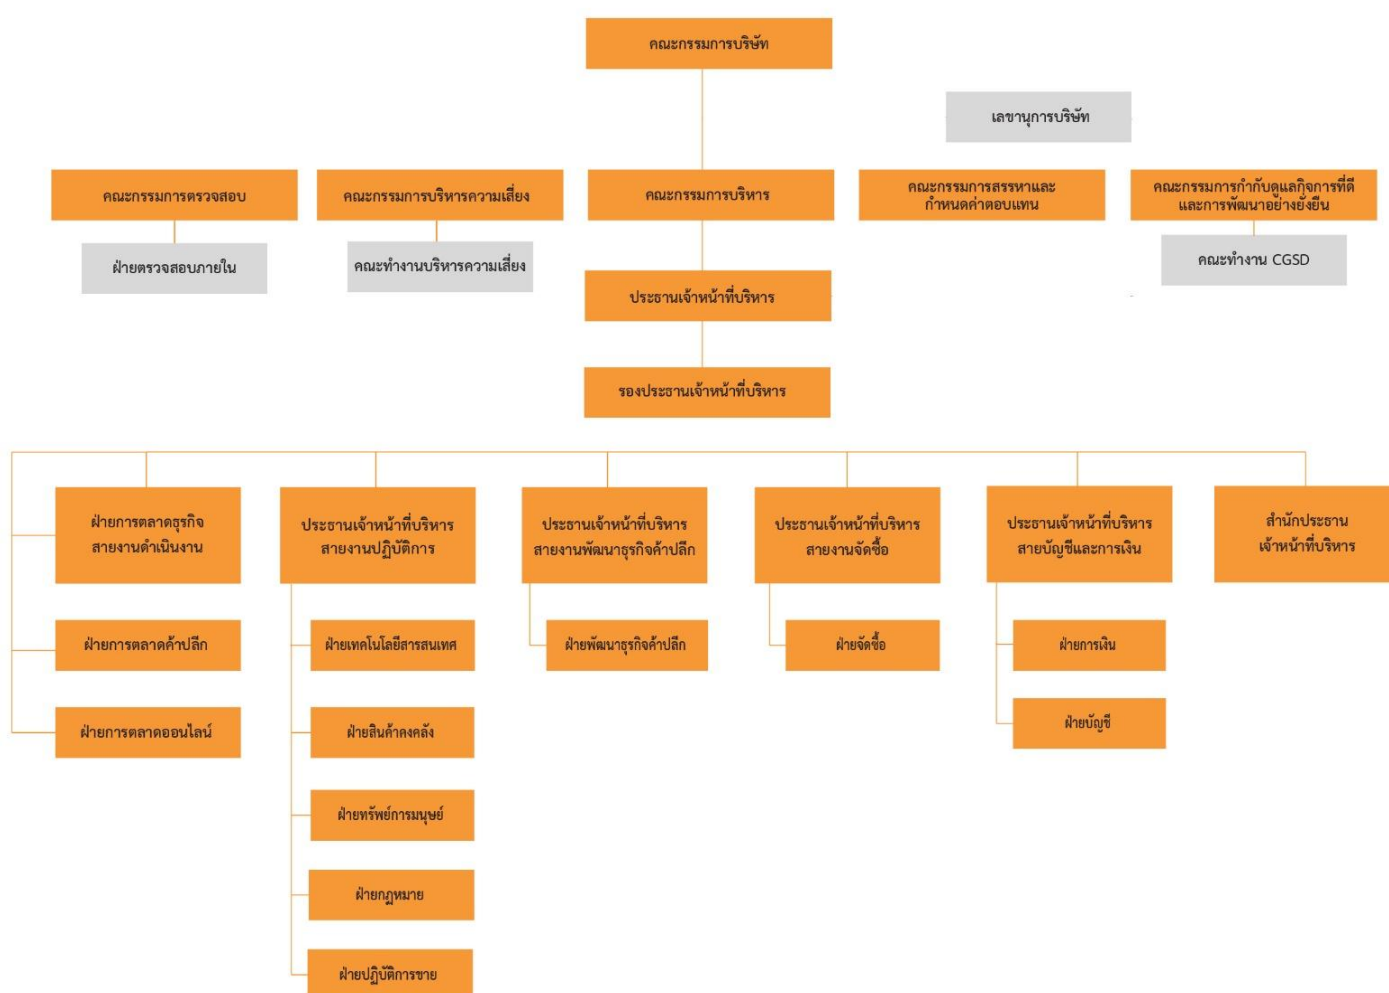 คณะกรรมการบริษัท
เลขานุการบริษัท
คณะกรรมการตรวจสอบ
คณะกรรมการบริหารความเสี่ยง
คณะกรรมการบริหาร
คณะกรรมการสรรหาและ
กำหนดค่าตอบแทน
คณะกรรมการกำกับดูแลกิจการที่ดี
และการพัฒนาอย่างยั่งยืน
ฝ่ายตรวจสอบภายใน
คณะทำงานบริหารความเสี่ยง
คณะทำงาน CGSD
ประธานเจ้าหน้าที่บริหาร
รองประธานเจ้าหน้าที่บริหาร
ฝ่ายการตลาดธุรกิจ
สายงานดำเนินงาน
ประธานเจ้าหน้าที่บริหาร
สายงานปฏิบัติการ
ประธานเจ้าหน้าที่บริหาร
สายงานพัฒนาธุรกิจค้าปลีก
ประธานเจ้าหน้าที่บริหาร
สายงานจัดซื้อ
ประธานเจ้าหน้าที่บริหาร
สายบัญชีและการเงิน
สำนักประธาน
เจ้าหน้าที่บริหาร
ฝ่ายการตลาดค้าปลีก
ฝ่ายเทคโนโลยีสารสนเทศ
ฝ่ายพัฒนาธุรกิจค้าปลีก
ฝ่ายจัดซื้อ
ฝ่ายการเงิน
ฝ่ายการตลาดออนไลน์
ฝ่ายสินค้าคงคลัง
ฝ่ายบัญชี
ฝ่ายทรัพย์การมนุษย์
ฝ่ายกฎหมาย
ฝ่ายปฏิบัติการขาย